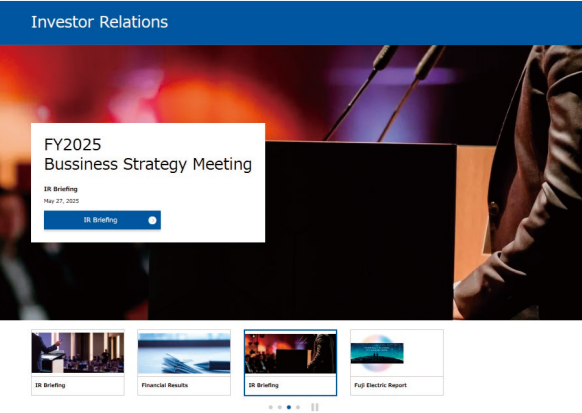 Investor Relations
FY2025
Bussiness Strategy Meeting
IR Briefing
May 27, 2025
IR Briefing
IR Briefing
Financial Results
IR Briefing
Fuji Electric Report